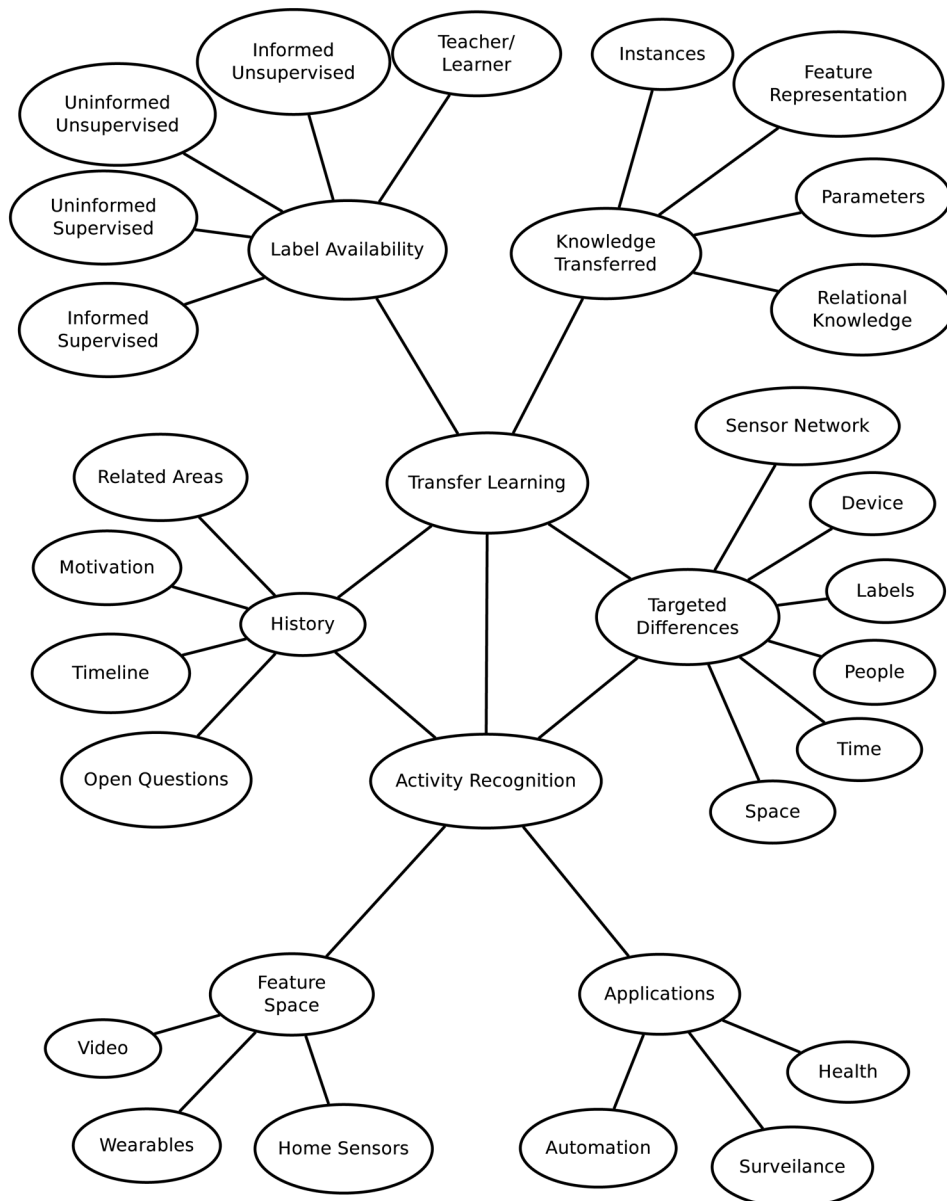 Informed
Unsupervised
Teacher/
Learner
Instances
Feature
Representation
Uninformed
Unsupervised
Parameters
Uninformed
Supervised
Label Availability
Knowledge
Transferred
Relational
Knowledge
Informed
Supervised
Sensor Network
Related Areas
Transfer Learning
Device
Motivation
Labels
History
Targeted
Differences
Timeline
People
Time
Open Questions
Activity Recognition
Space
Feature
Space
Applications
Video
Health
Wearables
Home Sensors
Automation
Surveilance